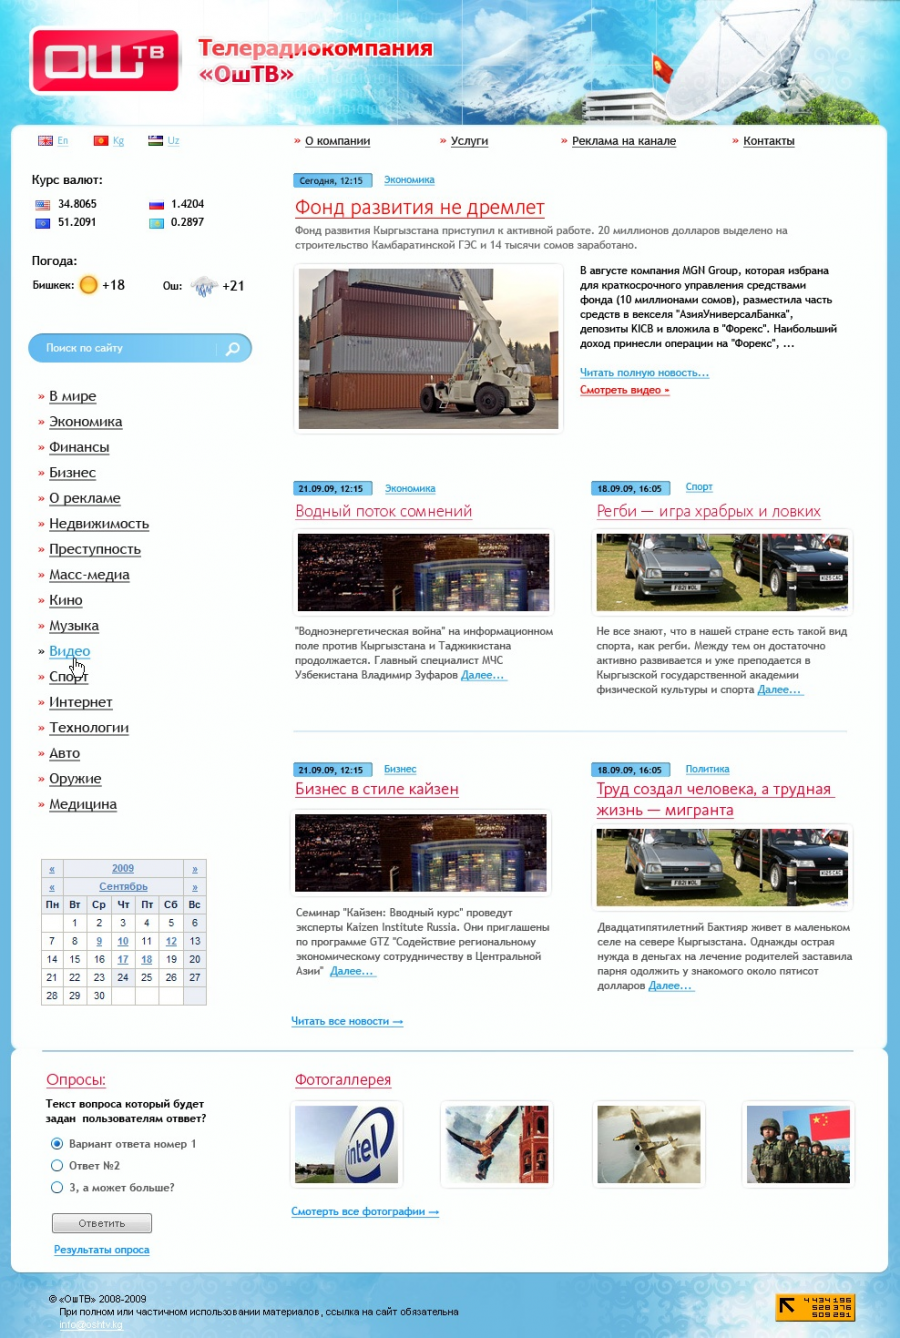 ОШ ТВ
Телерадиокомпания
«ОшТВ»
En Kg Uz
» О компании » Услуги » Реклама на канале » Контакты
Курс валют:
34.8065 1.4204
51.2091 0.2897
Погода:
Бишкек: +18 Ош: +21
Поиск по сайту
» В мире
» Экономика
» Финансы
» Бизнес
» О рекламе
» Недвижимость
» Преступность
» Масс-медиа
» Кино
» Музыка
» Видео
» Спорт
» Интернет
» Технологии
» Авто
» Оружие
» Медицина
« 2009 »
« Сентябрь »
Пн Вт Ср Чт Пт Сб Вс
1 2 3 4 5 6
7 8 9 10 11 12 13
14 15 16 17 18 19 20
21 22 23 24 25 26 27
28 29 30
Сегодня, 12:15 Экономика
Фонд развития не дремлет
Фонд развития Кыргызстана приступил к активной работе. 20 миллионов долларов выделено на
строительство Камбаратинской ГЭС и 14 тысячи сомов заработано.
В августе компания MGN Group, которая избрана
для краткосрочного управления средствами
фонда (10 миллионами сомов), разместила часть
средств в векселя "АзияУниверсалБанка",
депозиты KICB и вложила в "Форекс". Наибольший
доход принесли операции на "Форекс", ...
Читать полную новость...
Смотреть видео »
21.09.09, 12:15 Экономика
Водный поток сомнений
"Водноэнергетическая война" на информационном
поле против Кыргызстана и Таджикистана
продолжается. Главный специалист МЧС
Узбекистана Владимир Зуфаров Далее...
18.09.09, 16:05 Спорт
Регби — игра храбрых и ловких
Не все знают, что в нашей стране есть такой вид
спорта, как регби. Между тем он достаточно
активно развивается и уже преподается в
Кыргызской государственной академии
физической культуры и спорта Далее...
21.09.09, 12:15 Бизнес
Бизнес в стиле кайзен
Семинар "Кайзен: Вводный курс" проведут
эксперты Kaizen Institute Russia. Они приглашены
по программе GTZ "Содействие региональному
экономическому сотрудничеству в Центральной
Азии" Далее...
18.09.09, 16:05 Политика
Труд создал человека, а трудная
жизнь — мигранта
Двадцатипятилетний Бактияр живет в маленьком
селе на севере Кыргызстана. Однажды острая
нужда в деньгах на лечение родителей заставила
парня одолжить у знакомого около пятисот
долларов Далее...
Читать все новости →
Опросы:
Текст вопроса который будет
задан пользователям отввет?
Вариант ответа номер 1
Ответ №2
3, а может больше?
Ответить
Результаты опроса
Фотогаллерея
intel
Смотерть все фотографии →
© «ОшТВ» 2008-2009
При полном или частичном использовании материалов, ссылка на сайт обязательна
info@oshtv.kg
4434196
528376
509291